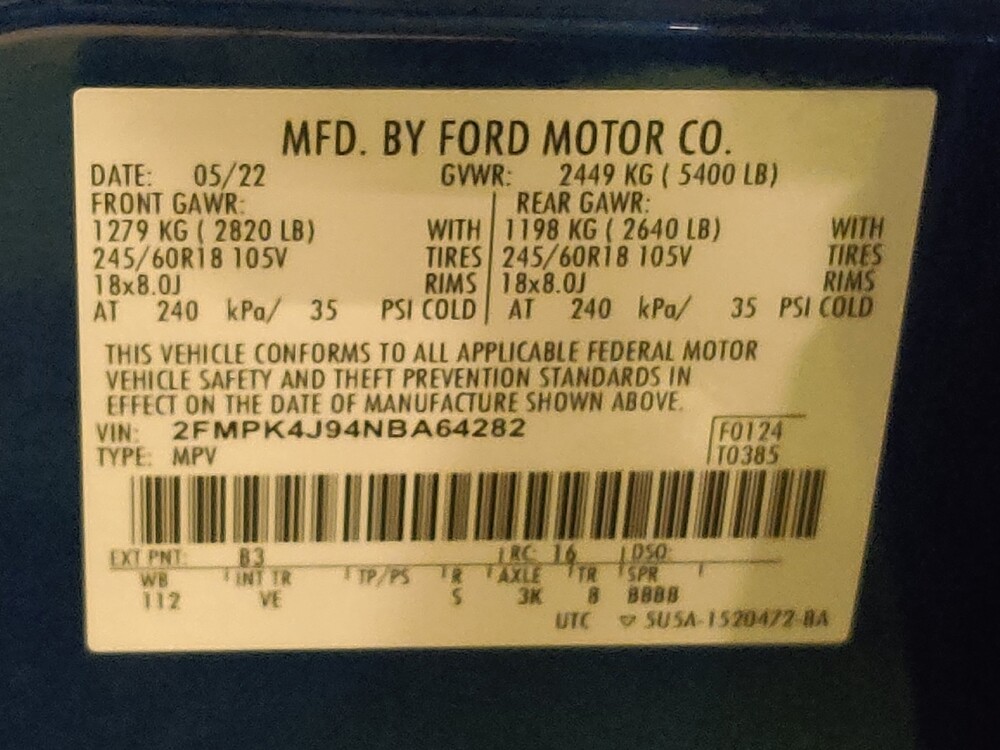 MFD. BY FORD MOTOR CO.
DATE: 05/22 GVWR: 2449 KG ( 5400 LB)
FRONT GAWR: REAR GAWR:
1279 KG ( 2820 LB) WITH 1198 KG ( 2640 LB) WITH
245/60R18 105V TIRES 245/60R18 105V TIRES
18x8.0J RIMS 18x8.0J RIMS
AT 240 kPa/ 35 PSI COLD AT 240 kPa/ 35 PSI COLD
THIS VEHICLE CONFORMS TO ALL APPLICABLE FEDERAL MOTOR
VEHICLE SAFETY AND THEFT PREVENTION STANDARDS IN
EFFECT ON THE DATE OF MANUFACTURE SHOWN ABOVE.
VIN: 2FMPK4J94NBA64282 F0124
TYPE: MPV T0385
EXT PNT: B3 RC: 16 DSO:
WB INT TR TP/PS R AXLE TR SPR
112 VE S 3K 8 BBBB
UTC ▽ 5U5A-1520472-BA